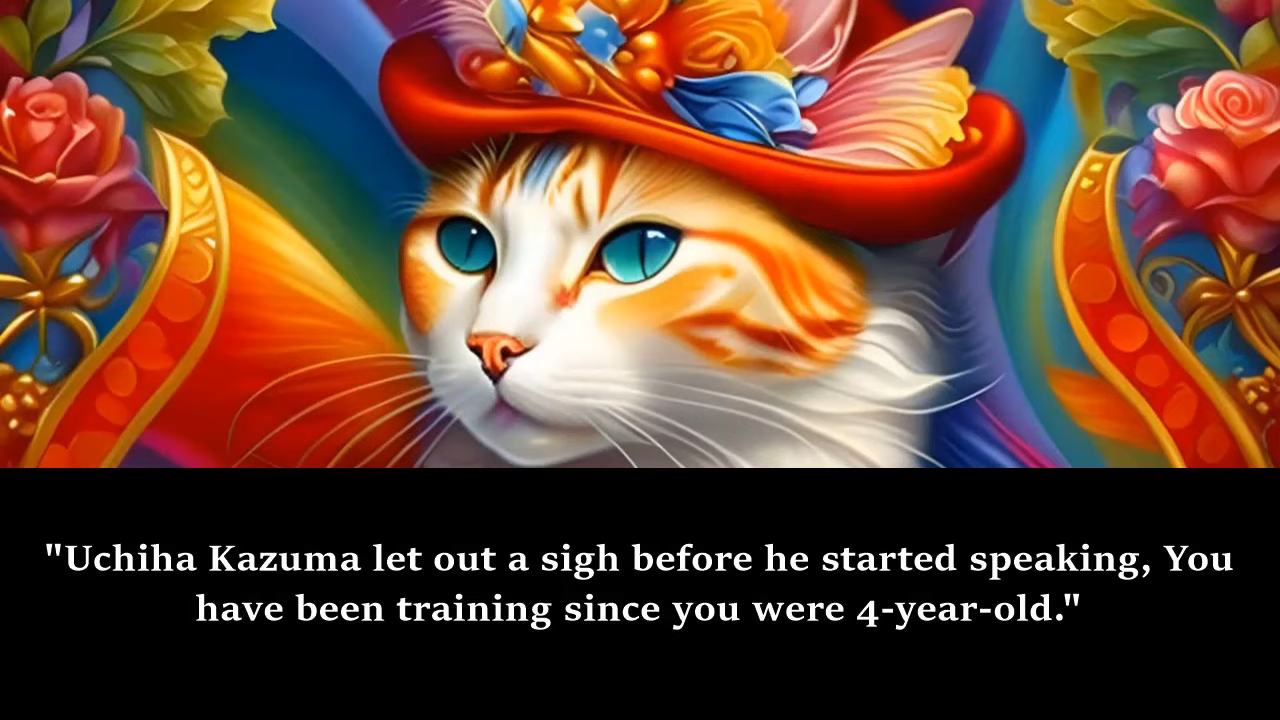 "Uchiha Kazuma let out a sigh before he started speaking, You
have been training since you were 4-year-old."